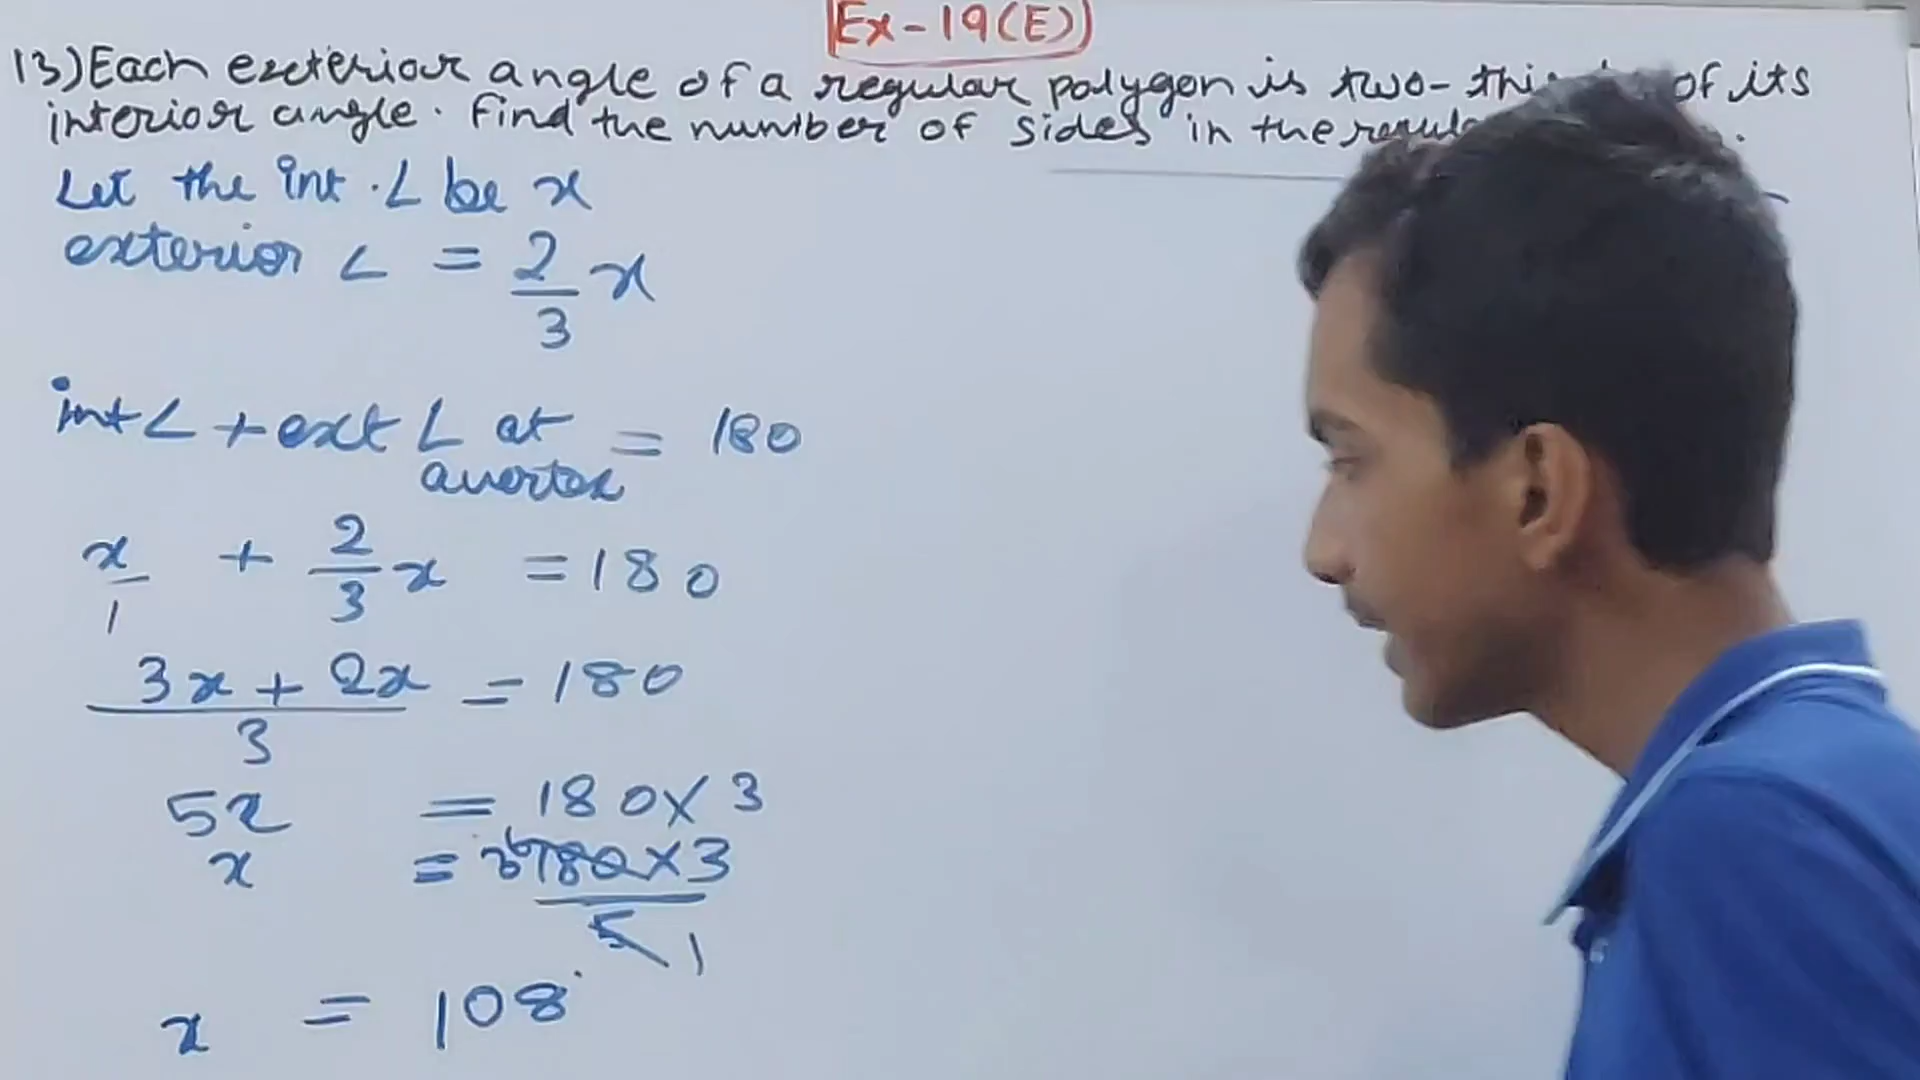 Ex-19(E)
13) Each exterior angle of a regular polygon is two- of its
interior angle. Find the number of sides in the
Let the int. ∠ be x
exterior ∠ = 2/3 x
int ∠ + ext ∠ at a vertex = 180
x/1 + 2/3 x = 180
3x + 2x / 3 = 180
5x = 180 × 3
x = 36 180 × 3 / 5 1
x = 108